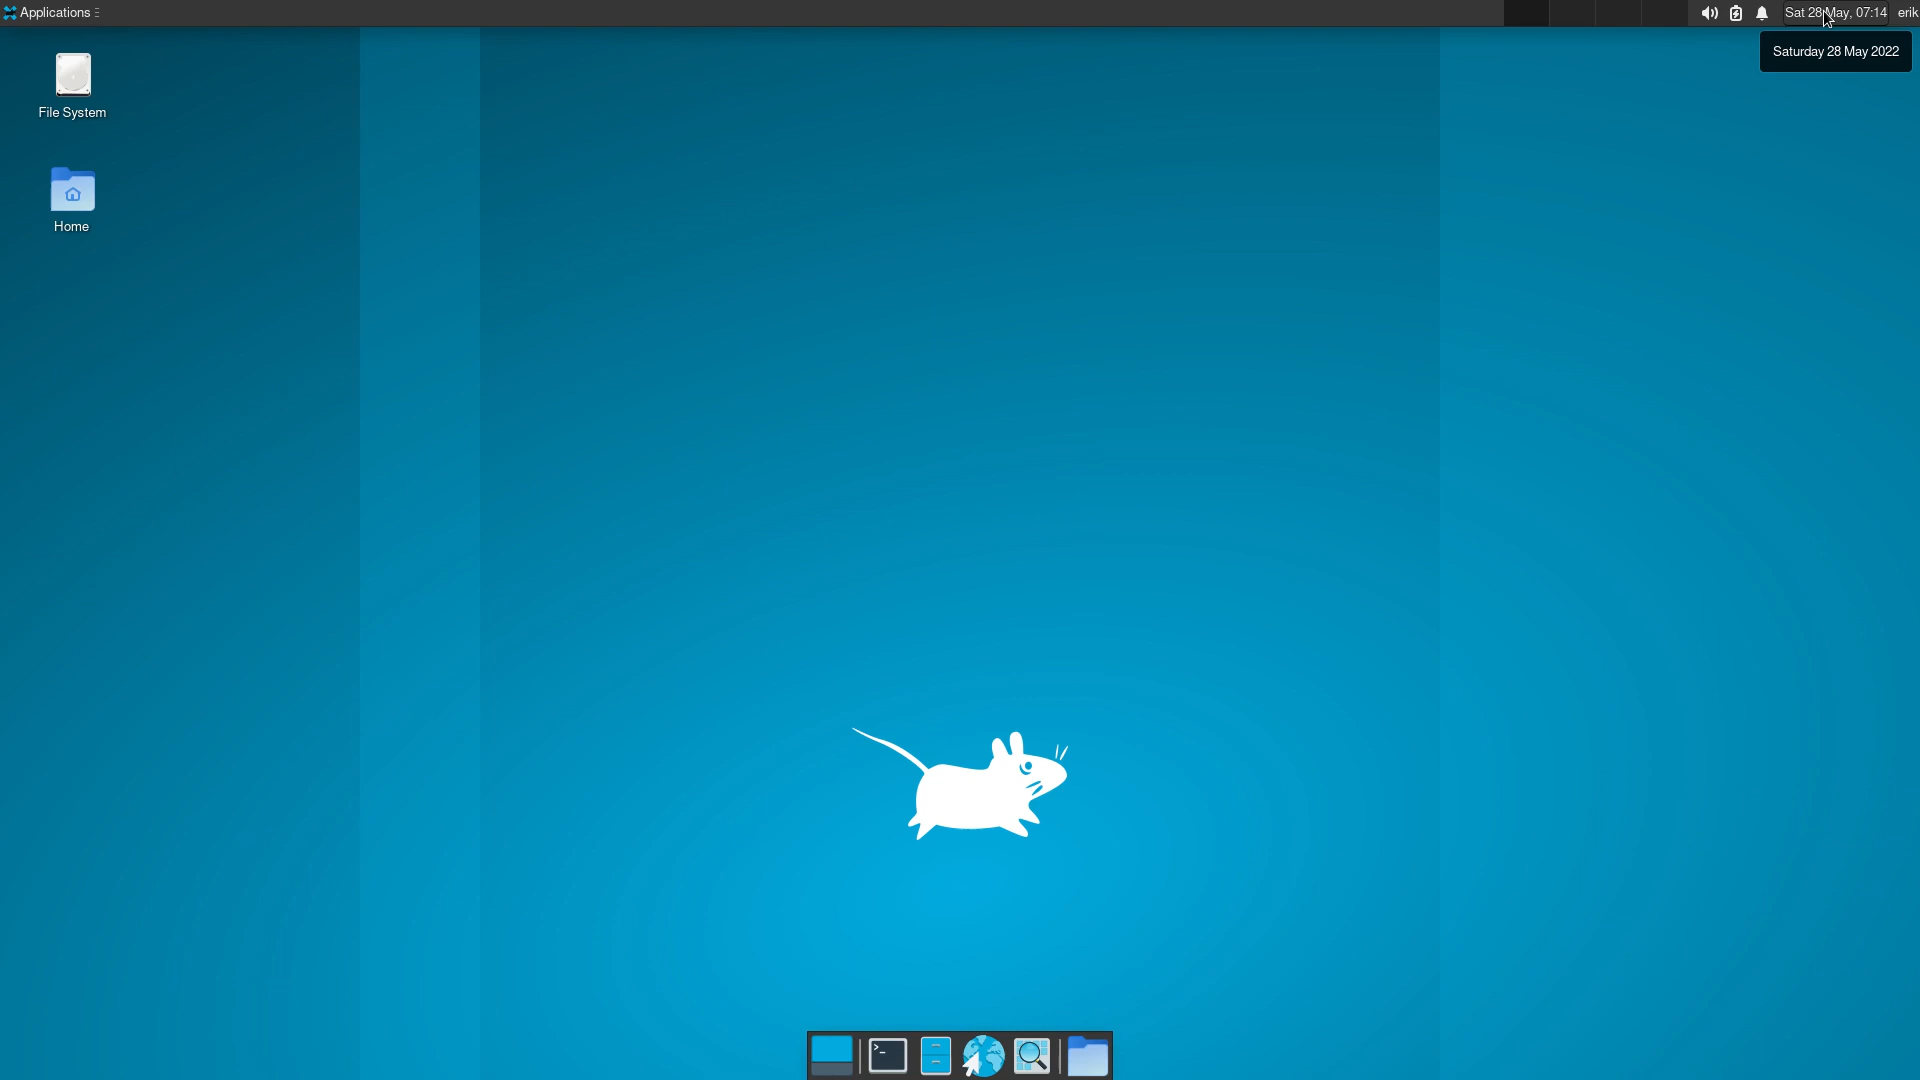 Applications
Sat 28 May, 07:14
erik
Saturday 28 May 2022
File System
Home